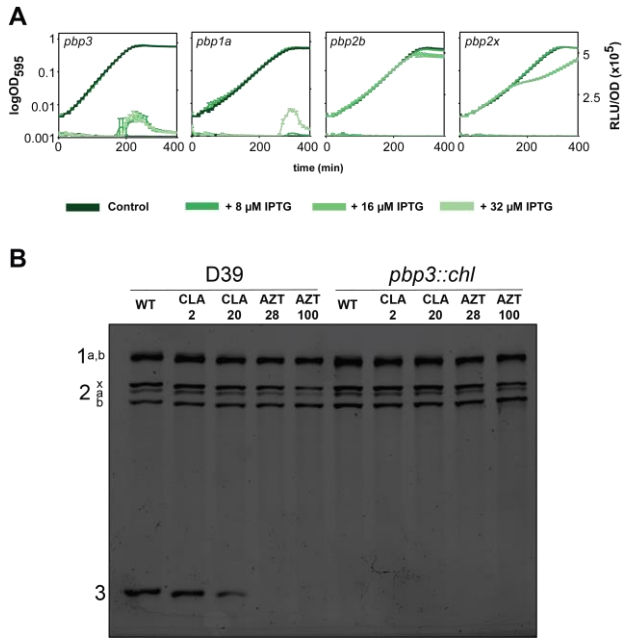 A
pbp3 pbp1a pbp2b pbp2x
logOD595
1
0.1
0.01
0.001
5
2.5
RLU/OD (x10⁵)
0 200 400 0 200 400 0 200 400 0 200 400
time (min)
Control + 8 µM IPTG + 16 µM IPTG + 32 µM IPTG
B
D39 pbp3::chl
WT CLA 2 CLA 20 AZT 28 AZT 100 WT CLA 2 CLA 20 AZT 28 AZT 100
1 a,b
2 x a b
3